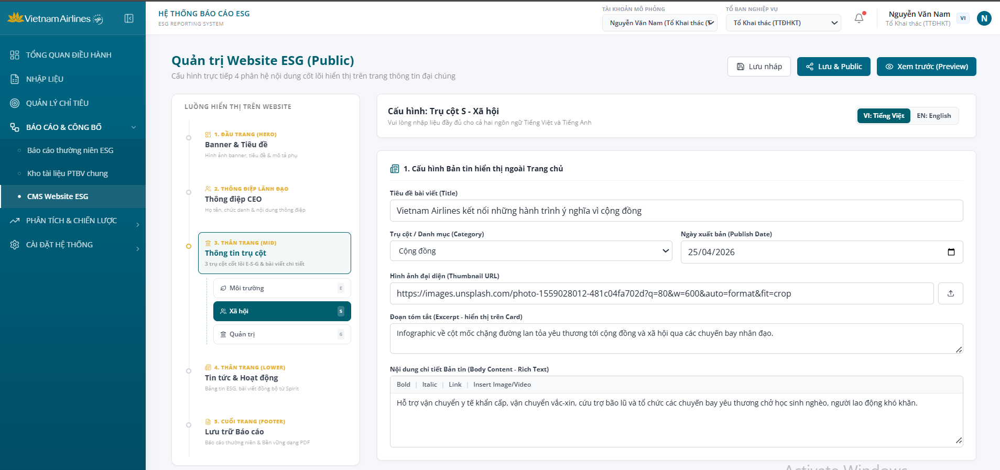 Vietnam Airlines
HỆ THỐNG BÁO CÁO ESG
ESG REPORTING SYSTEM
TÀI KHOẢN MÔ PHỎNG
Nguyễn Văn Nam (Tổ Khai thác (T
TỔ BAN NGHIỆP VỤ
Tổ Khai thác (TTĐHKT)
Nguyễn Văn Nam
Tổ Khai thác (TTĐHKT)
VI
N
TỔNG QUAN ĐIỀU HÀNH
NHẬP LIỆU
QUẢN LÝ CHỈ TIÊU
BÁO CÁO & CÔNG BỐ
Báo cáo thường niên ESG
Kho tài liệu PTBV chung
CMS Website ESG
PHÂN TÍCH & CHIẾN LƯỢC
CÀI ĐẶT HỆ THỐNG
Quản trị Website ESG (Public)
Cấu hình trực tiếp 4 phân hệ nội dung cốt lõi hiển thị trên trang thông tin đại chúng
Lưu nháp
Lưu & Public
Xem trước (Preview)
LUỒNG HIỂN THỊ TRÊN WEBSITE
1. ĐẦU TRANG (HERO)
Banner & Tiêu đề
Hình ảnh banner, tiêu đề & mô tả phụ
2. THÔNG ĐIỆP LÃNH ĐẠO
Thông điệp CEO
Họ tên, chức danh & nội dung thông điệp
3. THÂN TRANG (MID)
Thông tin trụ cột
3 trụ cột cốt lõi E-S-G & bài viết chi tiết
Môi trường
E
Xã hội
S
Quản trị
G
4. THÂN TRANG (LOWER)
Tin tức & Hoạt động
Bảng tin ESG, bài viết đồng bộ từ Spirit
5. CUỐI TRANG (FOOTER)
Lưu trữ Báo cáo
Báo cáo thường niên & Bền vững dạng PDF
Cấu hình: Trụ cột S - Xã hội
Vui lòng nhập liệu đầy đủ cho cả hai ngôn ngữ Tiếng Việt và Tiếng Anh
VI: Tiếng Việt
EN: English
1. Cấu hình Bản tin hiển thị ngoài Trang chủ
Tiêu đề bài viết (Title)
Vietnam Airlines kết nối những hành trình ý nghĩa vì cộng đồng
Trụ cột / Danh mục (Category)
Cộng đồng
Ngày xuất bản (Publish Date)
25/04/2026
Hình ảnh đại diện (Thumbnail URL)
https://images.unsplash.com/photo-1559028012-481c04fa702d?q=80&w=600&auto=format&fit=crop
Đoạn tóm tắt (Excerpt - hiển thị trên Card)
Infographic về cột mốc chặng đường lan tỏa yêu thương tới cộng đồng và xã hội qua các chuyến bay nhân đạo.
Nội dung chi tiết Bản tin (Body Content - Rich Text)
Bold | Italic | Link | Insert Image/Video
Hỗ trợ vận chuyển y tế khẩn cấp, vận chuyển vắc-xin, cứu trợ bão lũ và tổ chức các chuyến bay yêu thương chở học sinh nghèo, người lao động khó khăn.
Activate Windows